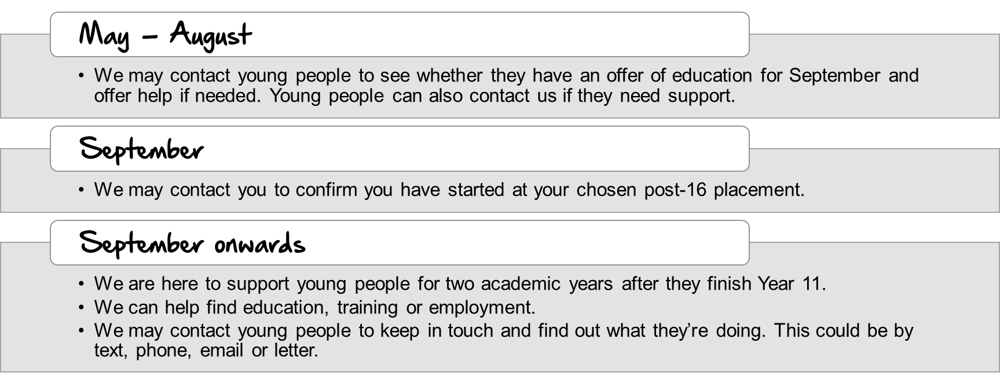 May – August
• We may contact young people to see whether they have an offer of education for September and
offer help if needed. Young people can also contact us if they need support.
September
• We may contact you to confirm you have started at your chosen post-16 placement.
September onwards
• We are here to support young people for two academic years after they finish Year 11.
• We can help find education, training or employment.
• We may contact young people to keep in touch and find out what they’re doing. This could be by
text, phone, email or letter.